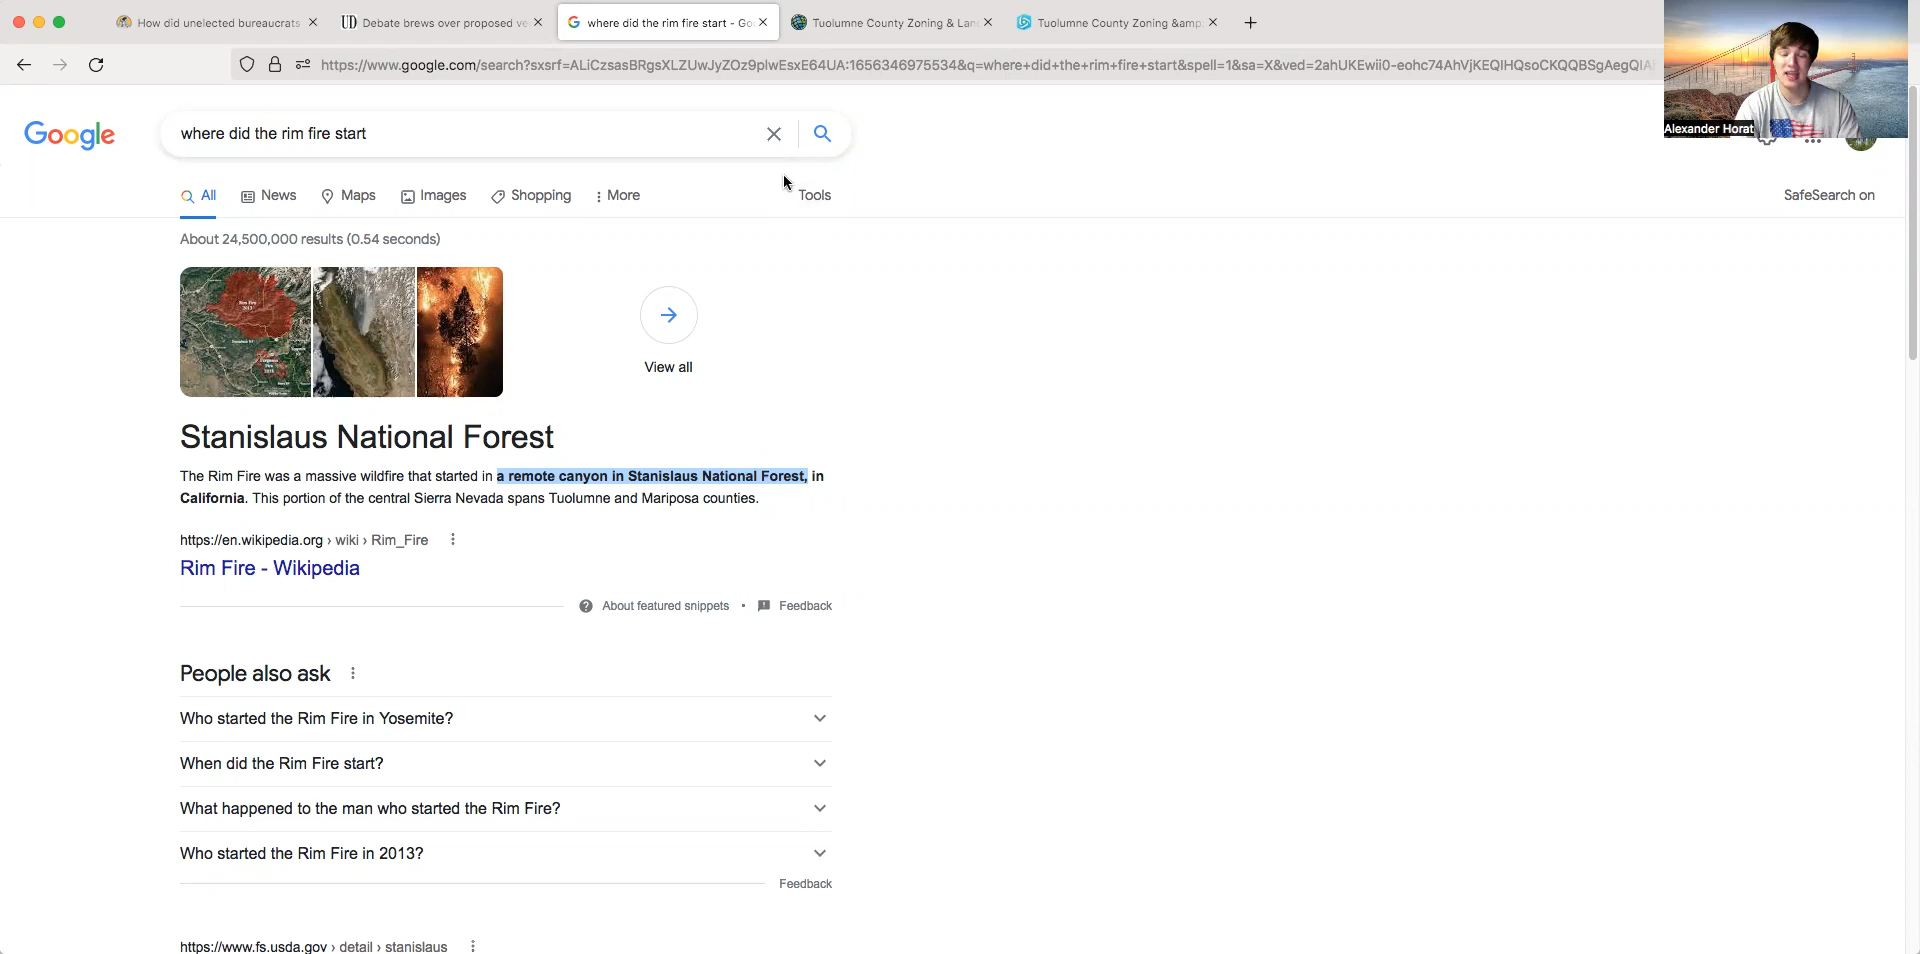 How did unelected bureaucrats
Debate brews over proposed ve
where did the rim fire start - Go
Tuolumne County Zoning & Lan
Tuolumne County Zoning &amp;
https://www.google.com/search?sxsrf=ALiCzsasBRgsXLZUwJyZOz9plwEsxE64UA:1656346975534&q=where+did+the+rim+fire+start&spell=1&sa=X&ved=2ahUKEwii0-eohc74AhVjKEQIHQsoCKQQBSgAegQIA
Alexander Horat
Google
where did the rim fire start
All
News
Maps
Images
Shopping
More
Tools
SafeSearch on
About 24,500,000 results (0.54 seconds)
Rim Fire
2013
View all
Stanislaus National Forest
The Rim Fire was a massive wildfire that started in a remote canyon in Stanislaus National Forest, in
California. This portion of the central Sierra Nevada spans Tuolumne and Mariposa counties.
https://en.wikipedia.org › wiki › Rim_Fire
Rim Fire - Wikipedia
About featured snippets • Feedback
People also ask
Who started the Rim Fire in Yosemite?
When did the Rim Fire start?
What happened to the man who started the Rim Fire?
Who started the Rim Fire in 2013?
Feedback
https://www.fs.usda.gov › detail › stanislaus